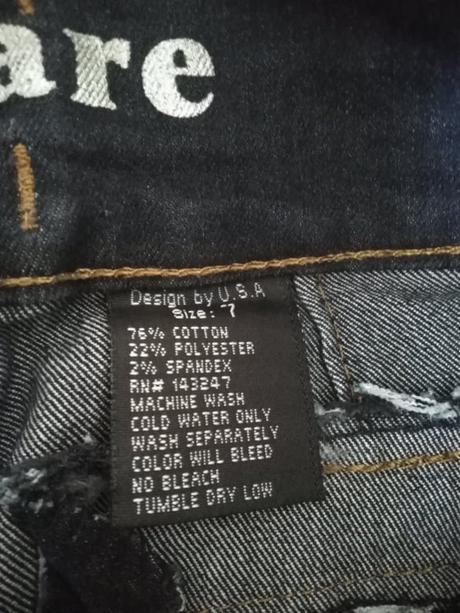 are
Design by U.S.A
Size: 7
76% COTTON
22% POLYESTER
2% SPANDEX
RN# 143247
MACHINE WASH
COLD WATER ONLY
WASH SEPARATELY
COLOR WILL BLEED
NO BLEACH
TUMBLE DRY LOW